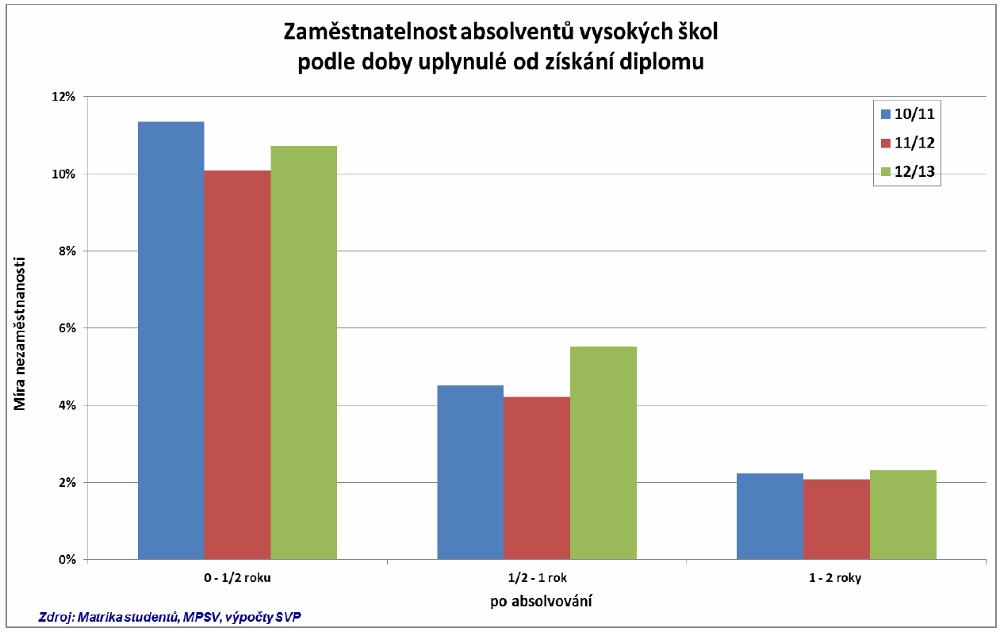 Zaměstnatelnost absolventů vysokých škol
podle doby uplynulé od získání diplomu
12%
10%
8%
6%
4%
2%
0%
Míra nezaměstnanosti
10/11
11/12
12/13
0 - 1/2 roku
1/2 - 1 rok
1 - 2 roky
po absolvování
Zdroj: Matrika studentů, MPSV, výpočty SVP